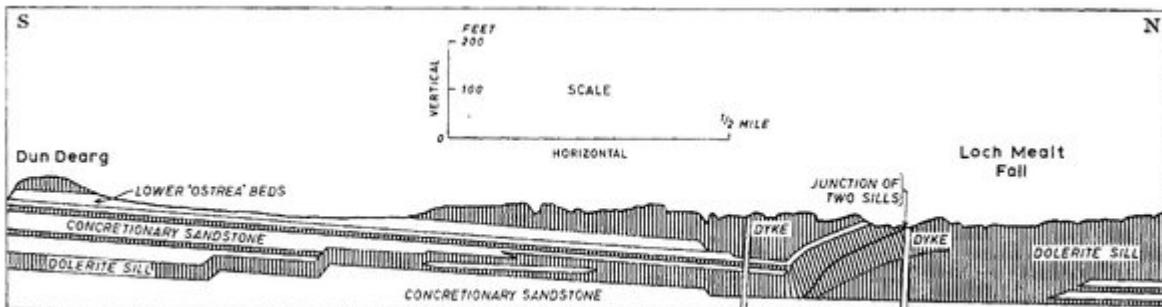 S
N
FEET
200
100
0
VERTICAL
SCALE
1/2 MILE
HORIZONTAL
Dun Dearg
Loch Mealt
Fall
JUNCTION OF
TWO SILLS
LOWER "OSTREA" BEDS
CONCRETIONARY SANDSTONE
DYKE
DYKE
DOLERITE SILL
DOLERITE SILL
CONCRETIONARY SANDSTONE